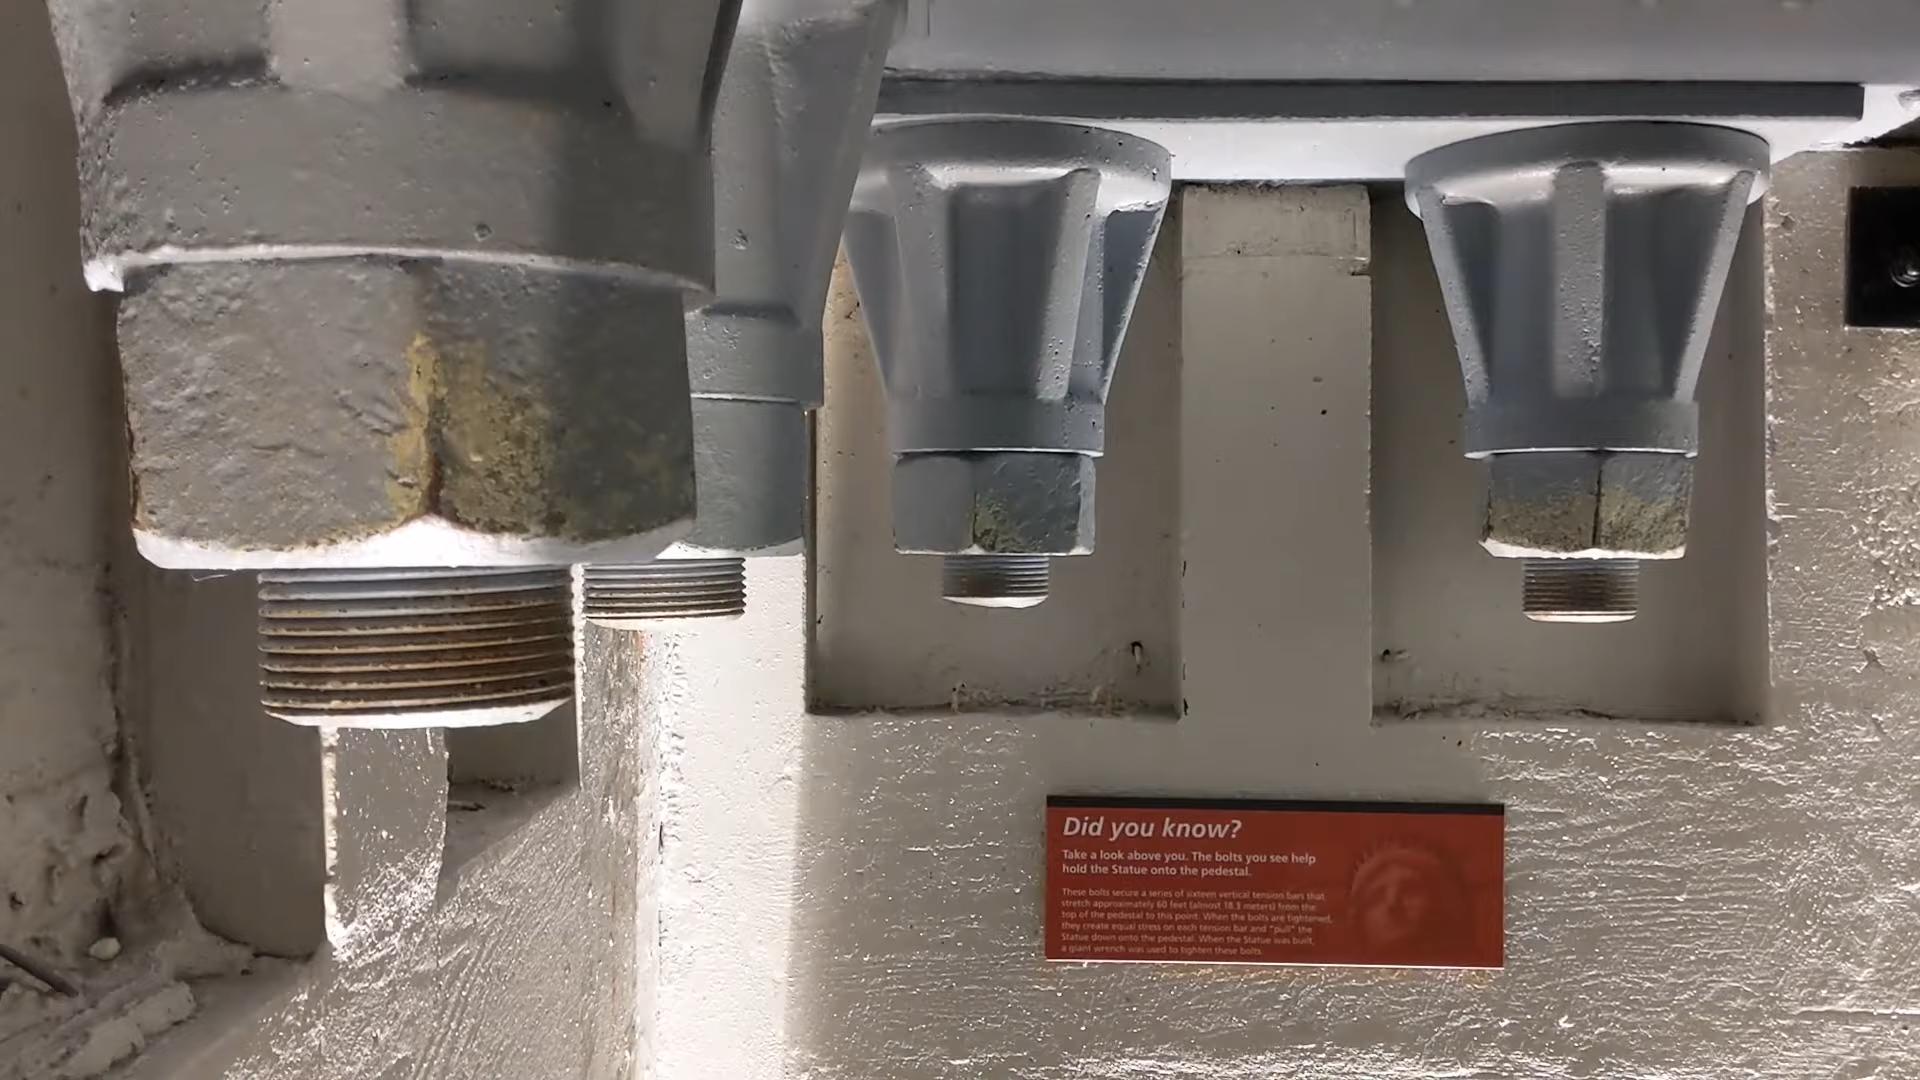 Did you know?
Take a look above you. The bolts you see help
hold the Statue onto the pedestal.
These bolts secure a series of sixteen vertical tension bars that
stretch approximately 60 feet (almost 18.3 meters) from the
top of the pedestal to this point. When the bolts are tightened,
they create equal stress on each tension bar and "pull" the
Statue down onto the pedestal. When the Statue was built,
a giant wrench was used to tighten these bolts.